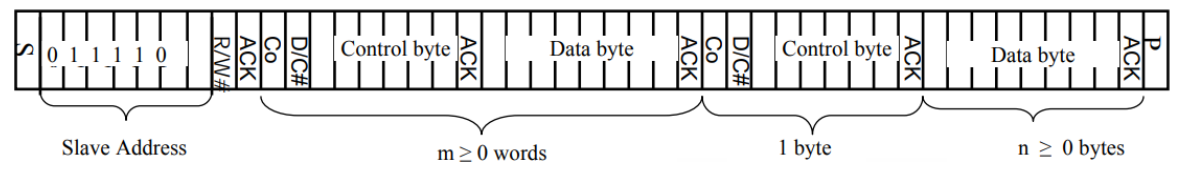 S 0 1 1 1 1 0 R/W# ACK Co D/C# Control byte ACK Data byte ACK Co D/C# Control byte ACK Data byte ACK P
Slave Address m ≥ 0 words 1 byte n ≥ 0 bytes